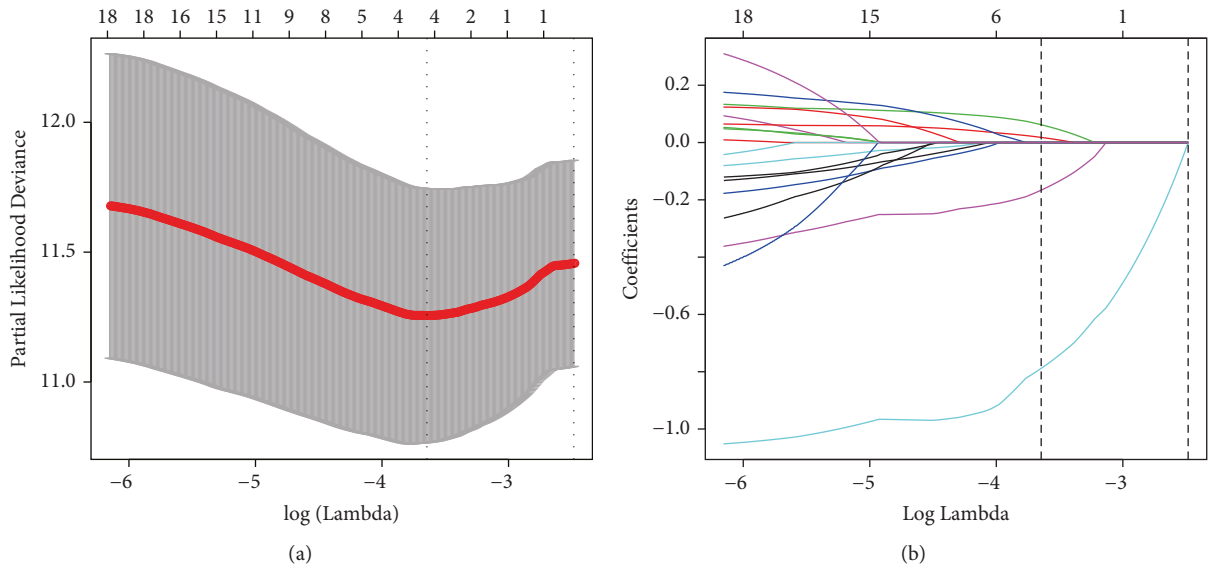 18 18 16 15 11 9 8 5 4 4 2 1 1
Partial Likelihood Deviance
12.0
11.5
11.0
−6 −5 −4 −3
log (Lambda)
(a)
18 15 6 1
Coefficients
0.2
0.0
−0.2
−0.6
−1.0
−6 −5 −4 −3
Log Lambda
(b)